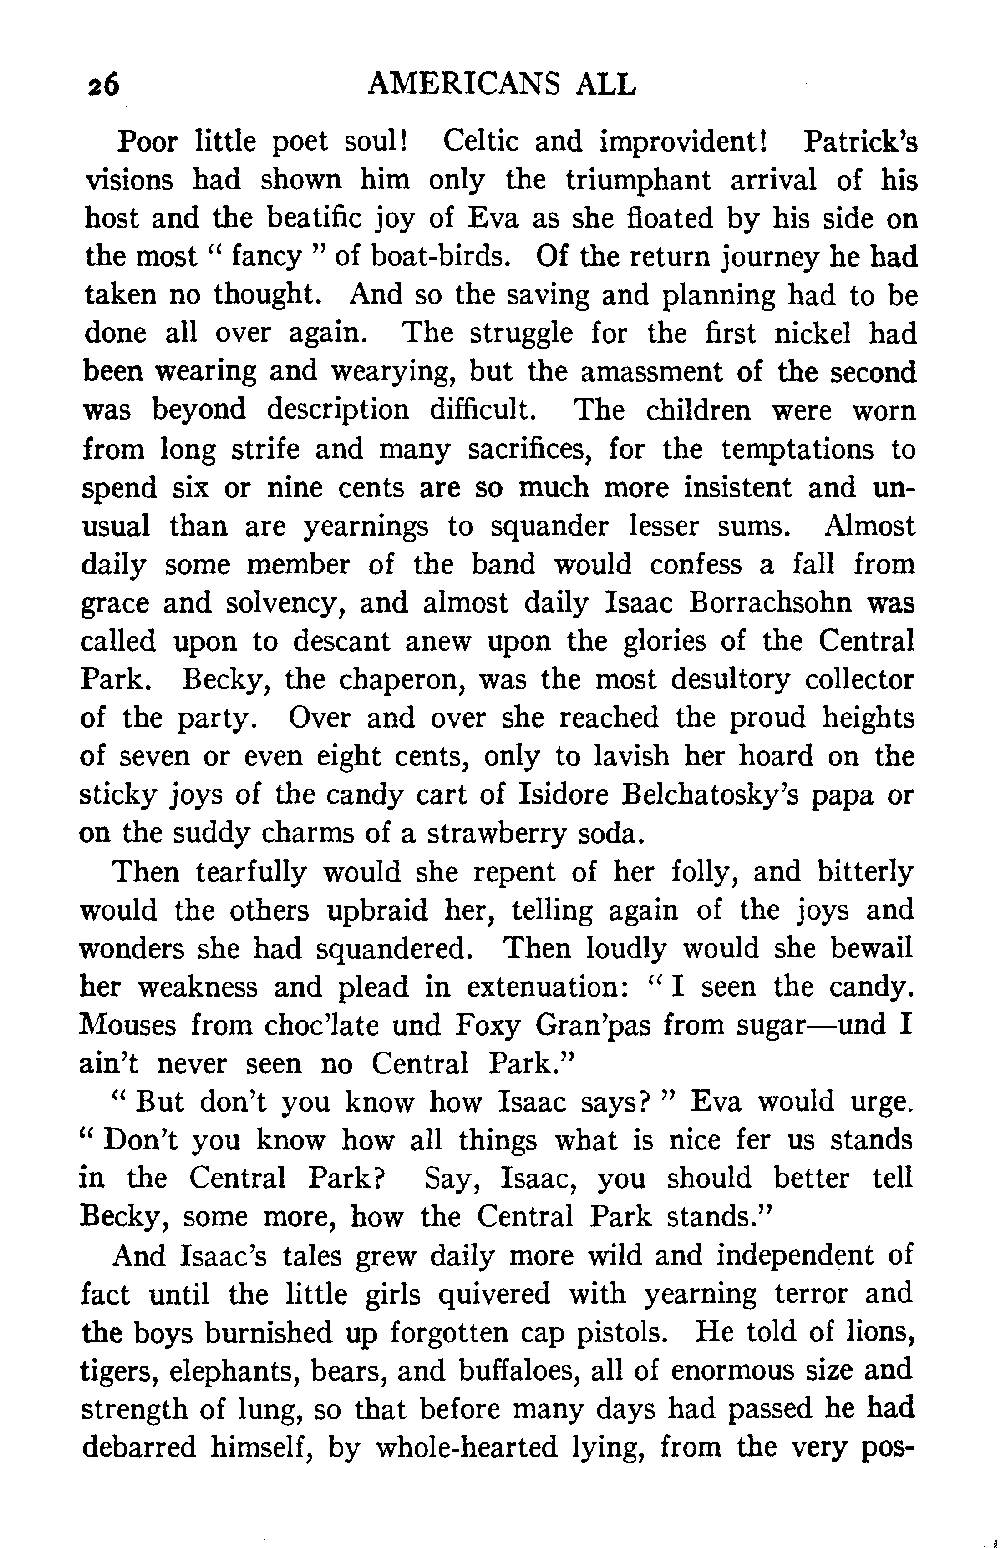 26 AMERICANS ALL
Poor little poet soul! Celtic and improvident! Patrick's
visions had shown him only the triumphant arrival of his
host and the beatific joy of Eva as she floated by his side on
the most " fancy " of boat-birds. Of the return journey he had
taken no thought. And so the saving and planning had to be
done all over again. The struggle for the first nickel had
been wearing and wearying, but the amassment of the second
was beyond description difficult. The children were worn
from long strife and many sacrifices, for the temptations to
spend six or nine cents are so much more insistent and un-
usual than are yearnings to squander lesser sums. Almost
daily some member of the band would confess a fall from
grace and solvency, and almost daily Isaac Borrachsohn was
called upon to descant anew upon the glories of the Central
Park. Becky, the chaperon, was the most desultory collector
of the party. Over and over she reached the proud heights
of seven or even eight cents, only to lavish her hoard on the
sticky joys of the candy cart of Isidore Belchatosky's papa or
on the suddy charms of a strawberry soda.
Then tearfully would she repent of her folly, and bitterly
would the others upbraid her, telling again of the joys and
wonders she had squandered. Then loudly would she bewail
her weakness and plead in extenuation: " I seen the candy.
Mouses from choc'late und Foxy Gran'pas from sugar—und I
ain't never seen no Central Park."
" But don't you know how Isaac says? " Eva would urge.
" Don't you know how all things what is nice fer us stands
in the Central Park? Say, Isaac, you should better tell
Becky, some more, how the Central Park stands."
And Isaac's tales grew daily more wild and independent of
fact until the little girls quivered with yearning terror and
the boys burnished up forgotten cap pistols. He told of lions,
tigers, elephants, bears, and buffaloes, all of enormous size and
strength of lung, so that before many days had passed he had
debarred himself, by whole-hearted lying, from the very pos-